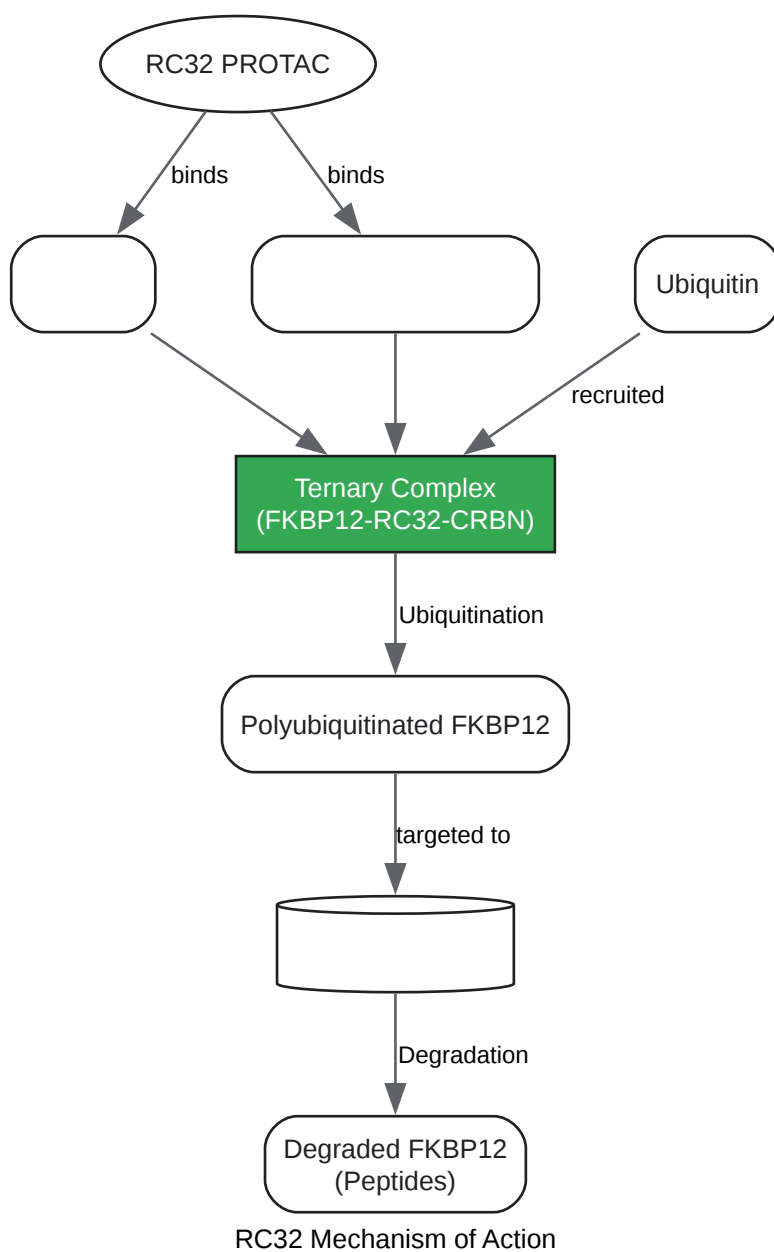 RC32 PROTAC
binds
binds
Ubiquitin
recruited
Ternary Complex
(FKBP12-RC32-CRBN)
Ubiquitination
Polyubiquitinated FKBP12
targeted to
Degradation
Degraded FKBP12
(Peptides)
RC32 Mechanism of Action